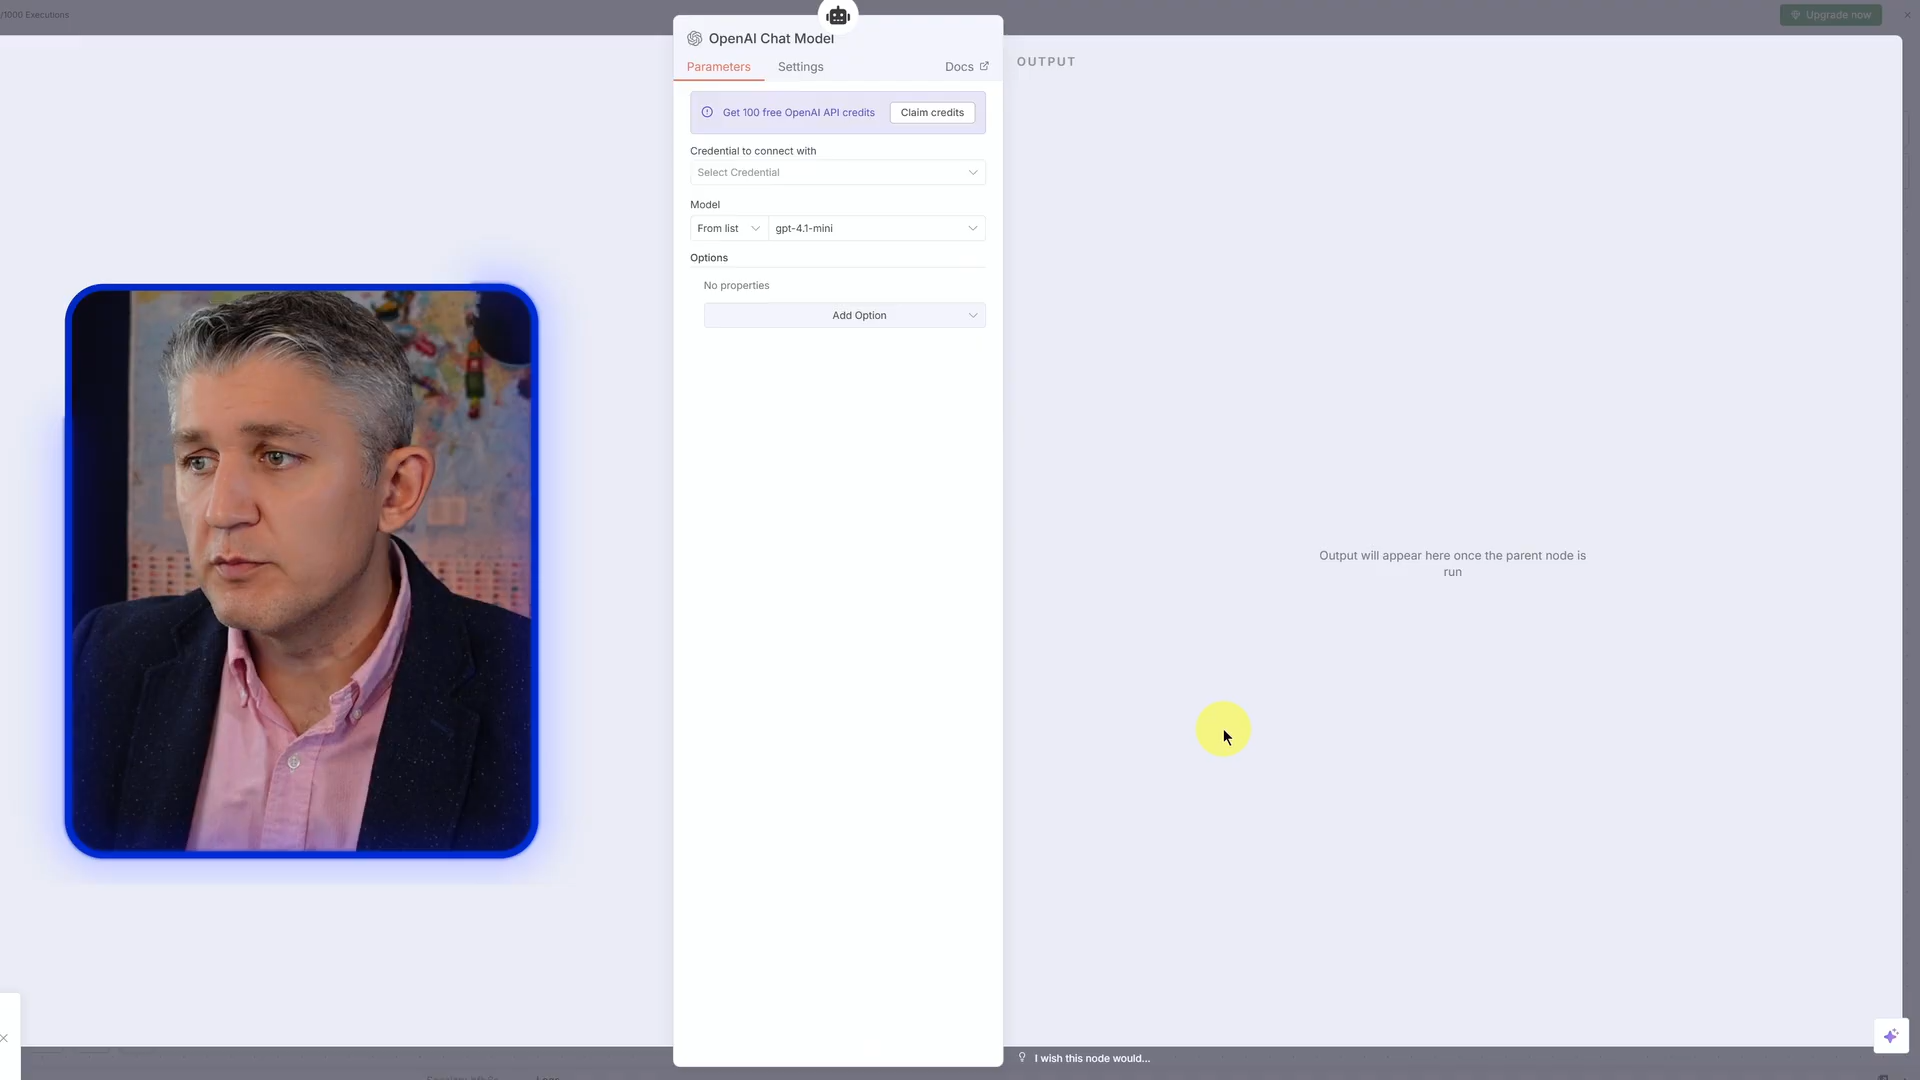 /1000 Executions
Upgrade now
OpenAI Chat Model
Parameters
Settings
Docs
OUTPUT
Get 100 free OpenAI API credits
Claim credits
Credential to connect with
Select Credential
Model
From list
gpt-4.1-mini
Options
No properties
Add Option
Output will appear here once the parent node is
run
I wish this node would...